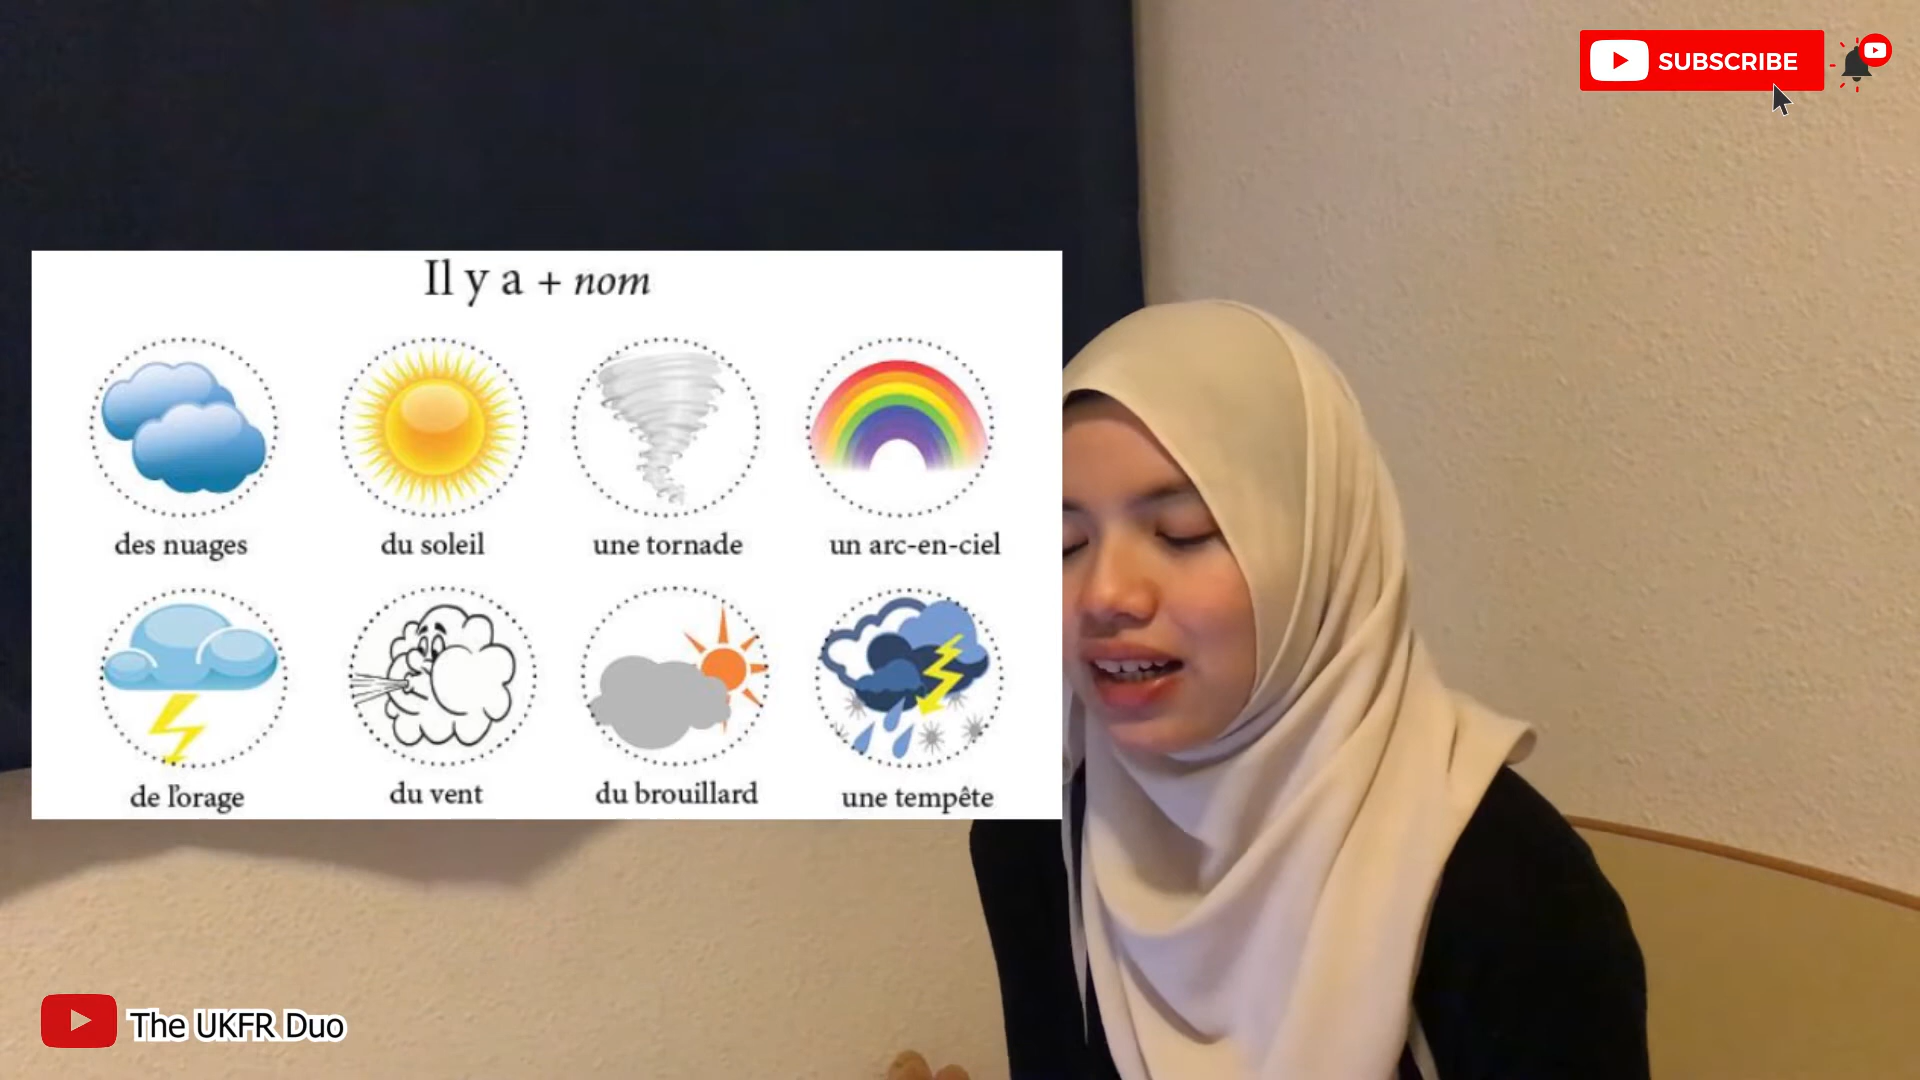 SUBSCRIBE
Il y a + nom
des nuages
du soleil
une tornade
un arc-en-ciel
de l'orage
du vent
du brouillard
une tempête
The UKFR Duo